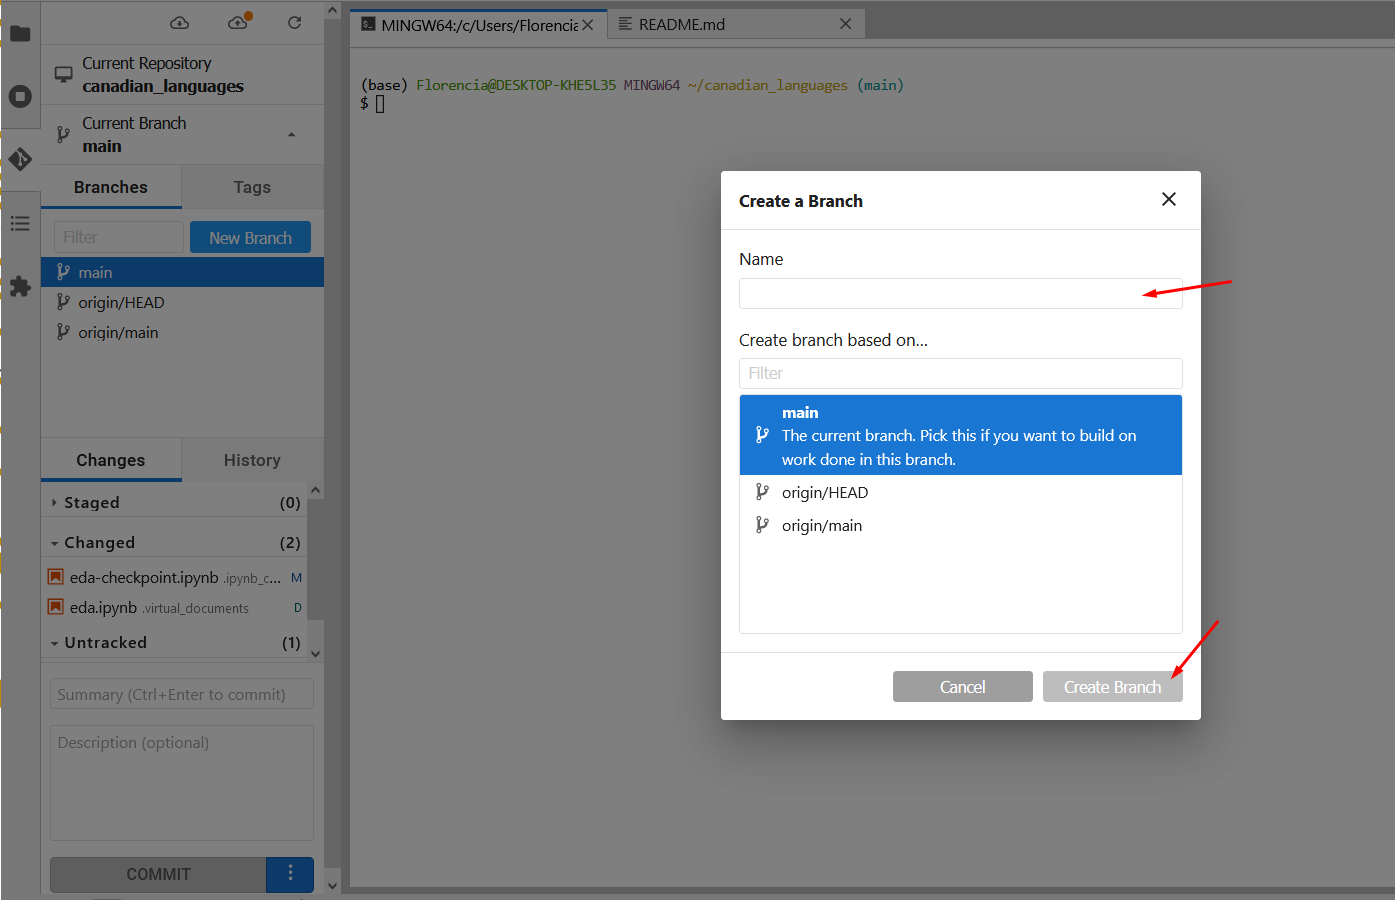 MINGW64:/c/Users/Florencia
README.md
Current Repository
canadian_languages
Current Branch
main
Branches
Tags
Filter
New Branch
main
origin/HEAD
origin/main
Changes
History
Staged (0)
Changed (2)
eda-checkpoint.ipynb .ipynb_c... M
eda.ipynb .virtual_documents D
Untracked (1)
Summary (Ctrl+Enter to commit)
Description (optional)
COMMIT
(base) Florencia@DESKTOP-KHE5L35 MINGW64 ~/canadian_languages (main)
$
Create a Branch
Name
Create branch based on...
Filter
main
The current branch. Pick this if you want to build on
work done in this branch.
origin/HEAD
origin/main
Cancel
Create Branch